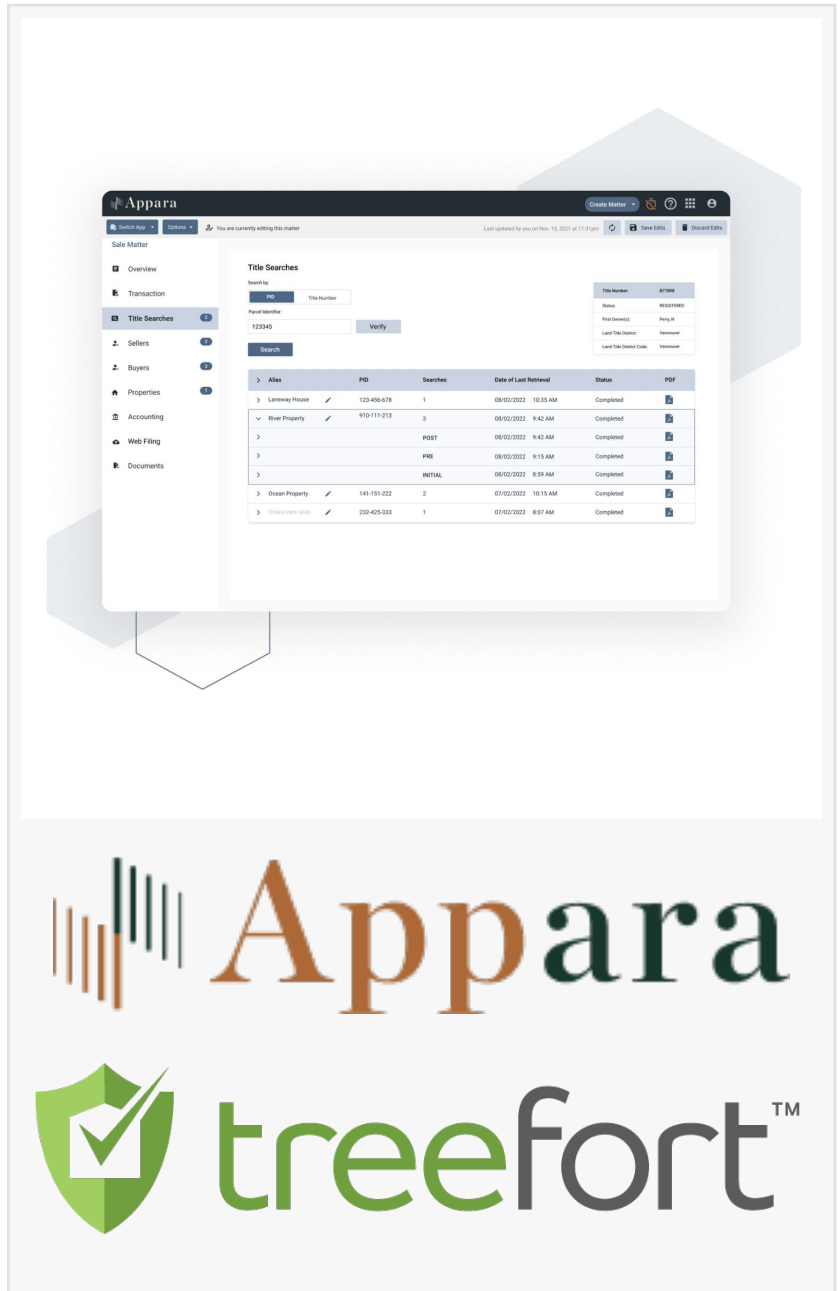 Appara
Create Matter
Switch App Options You are currently editing this matter Last updated by you on Nov. 15, 2021 at 11:31pm Save Edits Discard Edits
Sale Matter
Overview
Transaction
Title Searches 2
Sellers 2
Buyers
Properties 1
Accounting
Web Filing
Documents
Title Searches
Search by:
PID Title Number
Parcel Identifier:
123345 Verify
Search
Title Number:
Status: REGISTERED
First Owner(s): Perry, N
Land Title District: Vancouver
Land Title District Code: Vancouver
Alias PID Searches Date of Last Retrieval Status PDF
Laneway House 123-456-678 1 08/02/2022 10:35 AM Completed
River Property 910-111-213 3 08/02/2022 9:42 AM Completed
POST 08/02/2022 9:42 AM Completed
PRE 08/02/2022 9:15 AM Completed
INITIAL 08/02/2022 8:59 AM Completed
Ocean Property 141-151-222 2 07/02/2022 10:15 AM Completed
Create new alias 232-425-333 1 07/02/2022 8:07 AM Completed
Appara
treefort™